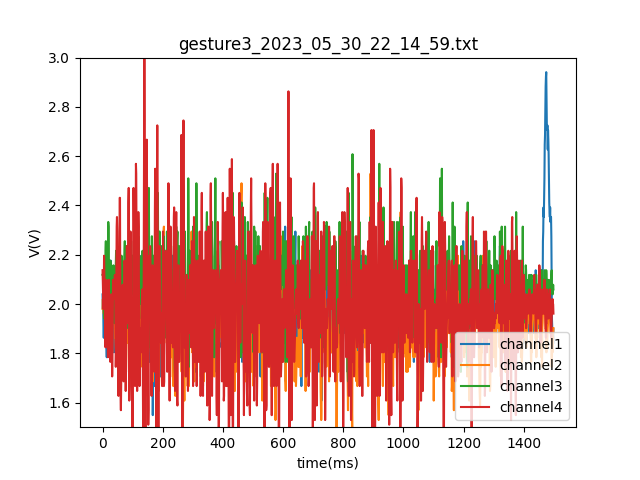 gesture3_2023_05_30_22_14_59.txt
V(V)
3.0
2.8
2.6
2.4
2.2
2.0
1.8
1.6
channel1
channel2
channel3
channel4
0 200 400 600 800 1000 1200 1400
time(ms)